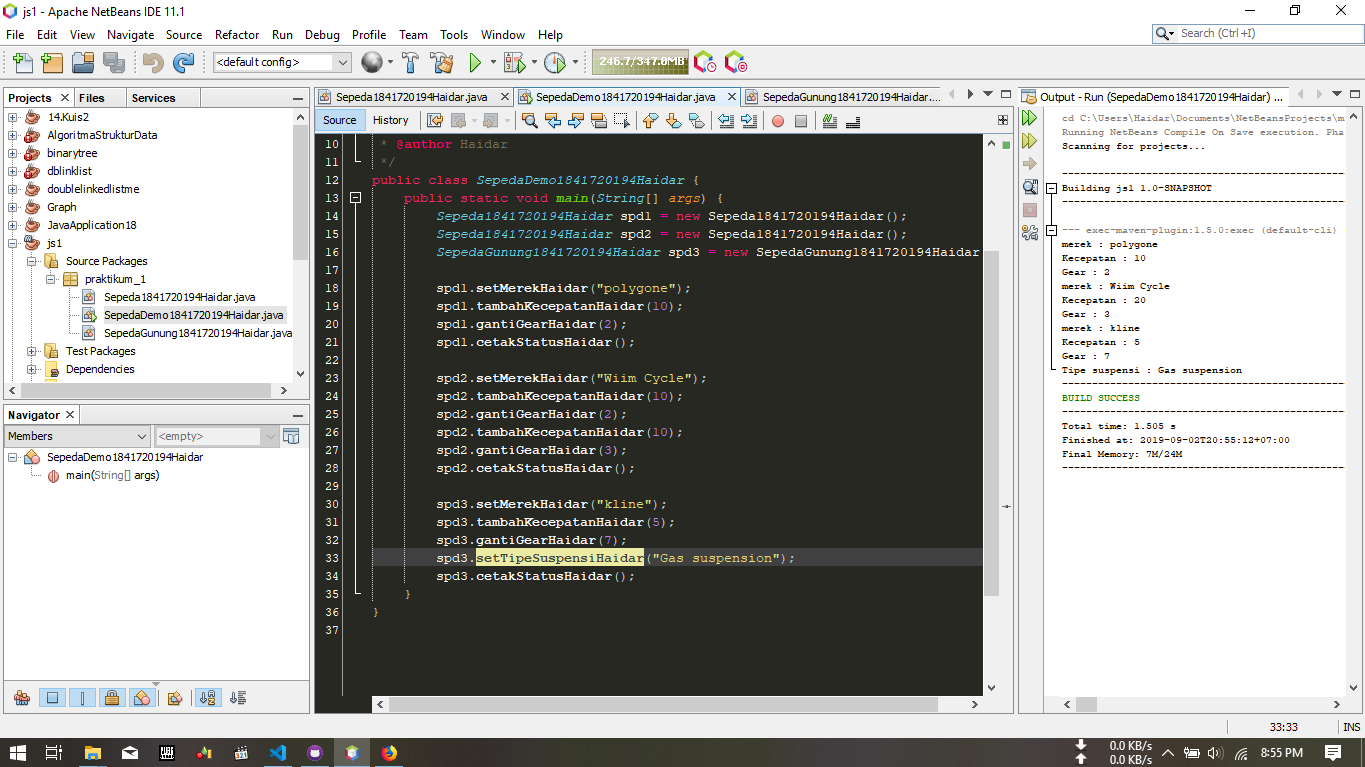 js1 - Apache NetBeans IDE 11.1
File Edit View Navigate Source Refactor Run Debug Profile Team Tools Window Help
Search (Ctrl+I)
<default config>
246.7/347.0MB
Projects Files Services
14.Kuis2
AlgoritmaStrukturData
binarytree
dblinklist
doublelinkedlistme
Graph
JavaApplication18
js1
Source Packages
praktikum_1
Sepeda1841720194Haidar.java
SepedaDemo1841720194Haidar.java
SepedaGunung1841720194Haidar.java
Test Packages
Dependencies
Navigator
Members <empty>
SepedaDemo1841720194Haidar
main(String[] args)
Sepeda1841720194Haidar.java SepedaDemo1841720194Haidar.java SepedaGunung1841720194Haidar....
Source History
10 * @author Haidar
11 */
12 public class SepedaDemo1841720194Haidar {
13 public static void main(String[] args) {
14 Sepeda1841720194Haidar spd1 = new Sepeda1841720194Haidar();
15 Sepeda1841720194Haidar spd2 = new Sepeda1841720194Haidar();
16 SepedaGunung1841720194Haidar spd3 = new SepedaGunung1841720194Haidar
17
18 spd1.setMerekHaidar("polygone");
19 spd1.tambahKecepatanHaidar(10);
20 spd1.gantiGearHaidar(2);
21 spd1.cetakStatusHaidar();
22
23 spd2.setMerekHaidar("Wiim Cycle");
24 spd2.tambahKecepatanHaidar(10);
25 spd2.gantiGearHaidar(2);
26 spd2.tambahKecepatanHaidar(10);
27 spd2.gantiGearHaidar(3);
28 spd2.cetakStatusHaidar();
29
30 spd3.setMerekHaidar("kline");
31 spd3.tambahKecepatanHaidar(5);
32 spd3.gantiGearHaidar(7);
33 spd3.setTipeSuspensiHaidar("Gas suspension");
34 spd3.cetakStatusHaidar();
35 }
36 }
37
Output - Run (SepedaDemo1841720194Haidar) ...
cd C:\Users\Haidar\Documents\NetBeansProjects\m
Running NetBeans Compile On Save execution. Pha
Scanning for projects...
Building js1 1.0-SNAPSHOT
--- exec-maven-plugin:1.5.0:exec (default-cli)
merek : polygone
Kecepatan : 10
Gear : 2
merek : Wiim Cycle
Kecepatan : 20
Gear : 3
merek : kline
Kecepatan : 5
Gear : 7
Tipe suspensi : Gas suspension
BUILD SUCCESS
Total time: 1.505 s
Finished at: 2019-09-02T20:55:12+07:00
Final Memory: 7M/24M
33:33 INS
0.0 KB/s
0.0 KB/s
8:55 PM